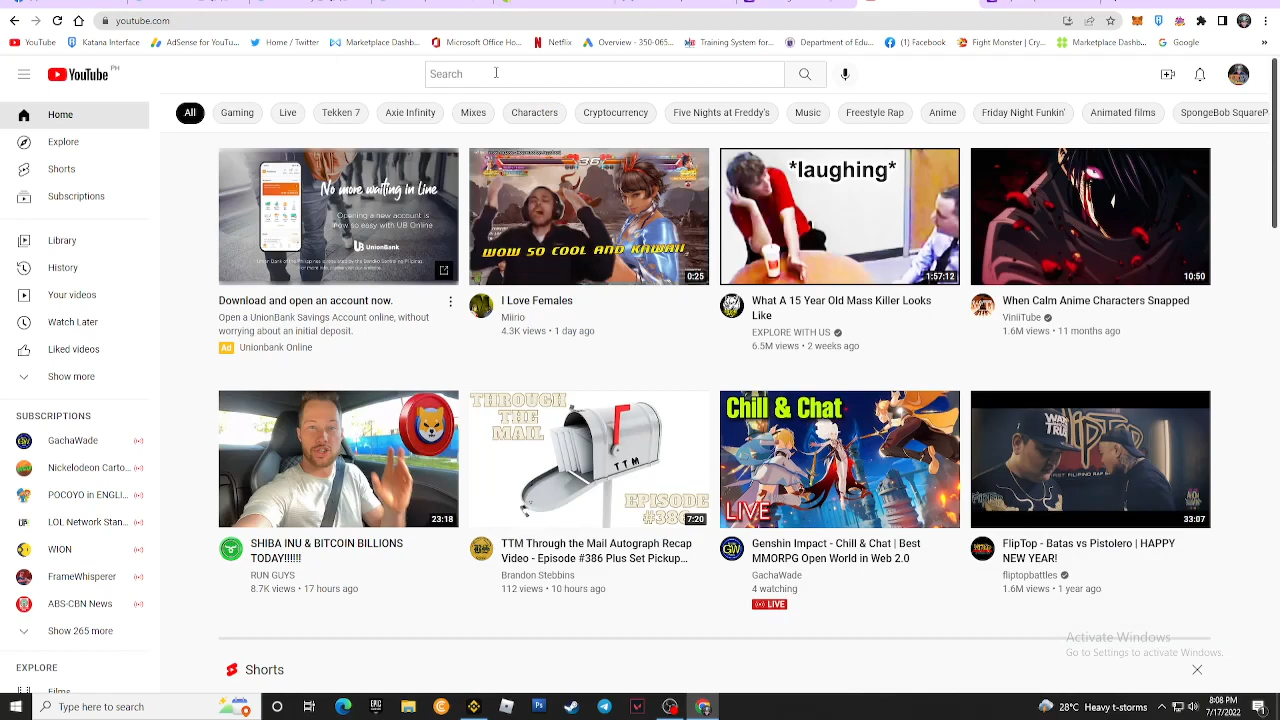 youtube.com
YouTube
Katana Interface
AdSense for YouTu...
Home / Twitter
Marketplace Dashb...
Microsoft Office Ho...
Netflix
Overview - 350-065...
Training System for...
Department of Edu...
(1) Facebook
Fight Monster | Cry...
Marketplace Dashb...
Google
YouTube PH
Search
Home
Explore
Shorts
Subscriptions
Library
History
Your videos
Watch Later
Liked videos
Show more
SUBSCRIPTIONS
GachaWade
Nickelodeon Carto...
POCOYO in ENGLI...
LOL Network Stan...
WION
FrameWhisperer
ABS-CBN News
Show 265 more
EXPLORE
Films
All
Gaming
Live
Tekken 7
Axie Infinity
Mixes
Characters
Cryptocurrency
Five Nights at Freddy's
Music
Freestyle Rap
Anime
Friday Night Funkin'
Animated films
SpongeBob SquareP
No more waiting in Line
Opening a new account is
now so easy with UB Online
UnionBank
Download and open an account now.
Open a UnionBank Savings Account online, without
worrying about an initial deposit.
Ad Unionbank Online
WOW SO COOL AND KAWAII
0:25
I Love Females
Miirio
4.3K views • 1 day ago
*laughing*
1:57:12
What A 15 Year Old Mass Killer Looks
Like
EXPLORE WITH US
6.5M views • 2 weeks ago
10:50
When Calm Anime Characters Snapped
ViniiTube
1.6M views • 11 months ago
23:18
SHIBA INU & BITCOIN BILLIONS
TODAY!!!!!
RUN GUYS
8.7K views • 17 hours ago
THROUGH
THE
MAIL
TTM
EPISODE
#386
7:20
TTM Through the Mail Autograph Recap
Video - Episode #386 Plus Set Pickup...
Brandon Stebbins
112 views • 10 hours ago
Chill & Chat
LIVE
Genshin Impact - Chill & Chat | Best
MMORPG Open World in Web 2.0
GachaWade
4 watching
LIVE
33:07
FlipTop - Batas vs Pistolero | HAPPY
NEW YEAR!
fliptopbattles
1.6M views • 1 year ago
Shorts
Activate Windows
Go to Settings to activate Windows.
Type here to search
28°C Heavy t-storms
8:08 PM
7/17/2022